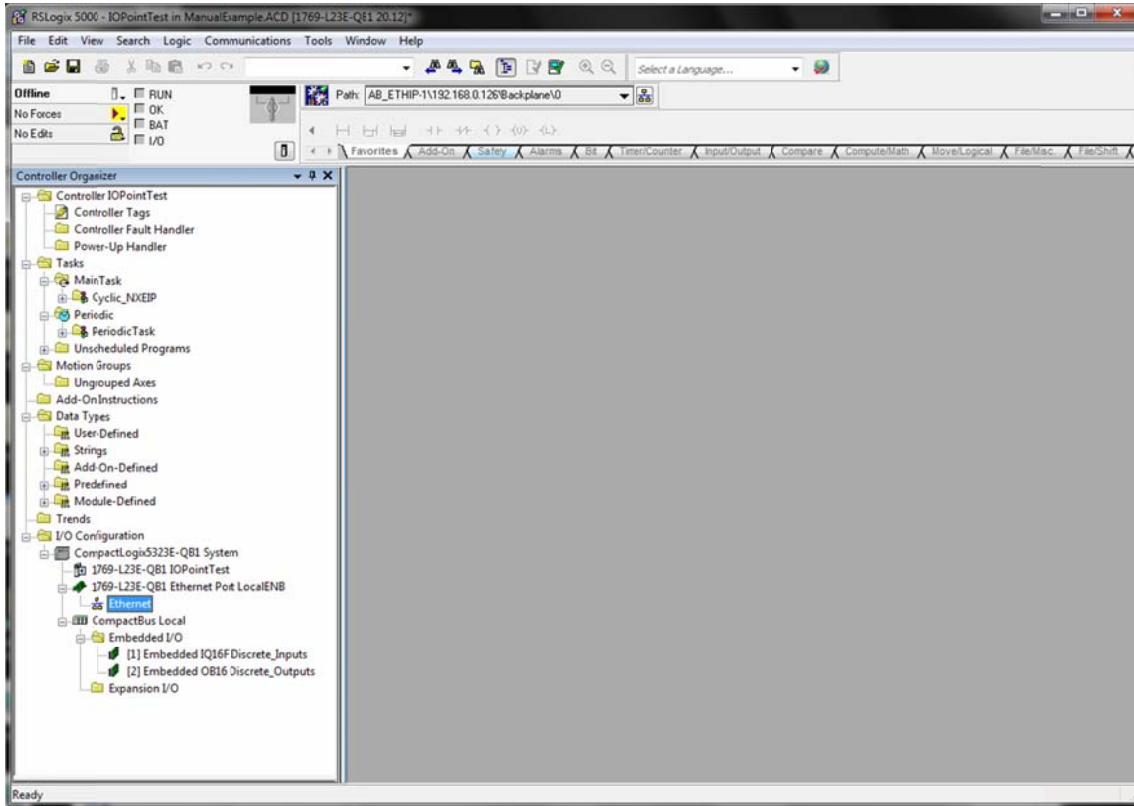 RSLogix 5000 - IOPointTest in ManualExample.ACD [1769-L23E-QB1 20.12]*
File Edit View Search Logic Communications Tools Window Help
Select a Language...
Offline
RUN
Path: AB_ETHIP-1\192.168.0.126\Backplane\0
No Forces
OK
No Edits
BAT
I/O
Favorites Add-On Safety Alarms Bit Timer/Counter Input/Output Compare Compute/Math Move/Logical File/Misc. File/Shift
Controller Organizer
Controller IOPointTest
Controller Tags
Controller Fault Handler
Power-Up Handler
Tasks
MainTask
Cyclic_NXEIP
Periodic
PeriodicTask
Unscheduled Programs
Motion Groups
Ungrouped Axes
Add-On Instructions
Data Types
User-Defined
Strings
Add-On-Defined
Predefined
Module-Defined
Trends
I/O Configuration
CompactLogix5323E-QB1 System
1769-L23E-QB1 IOPointTest
1769-L23E-QB1 Ethernet Port LocalENB
Ethernet
CompactBus Local
Embedded I/O
[1] Embedded IQ16F Discrete_Inputs
[2] Embedded OB16 Discrete_Outputs
Expansion I/O
Ready